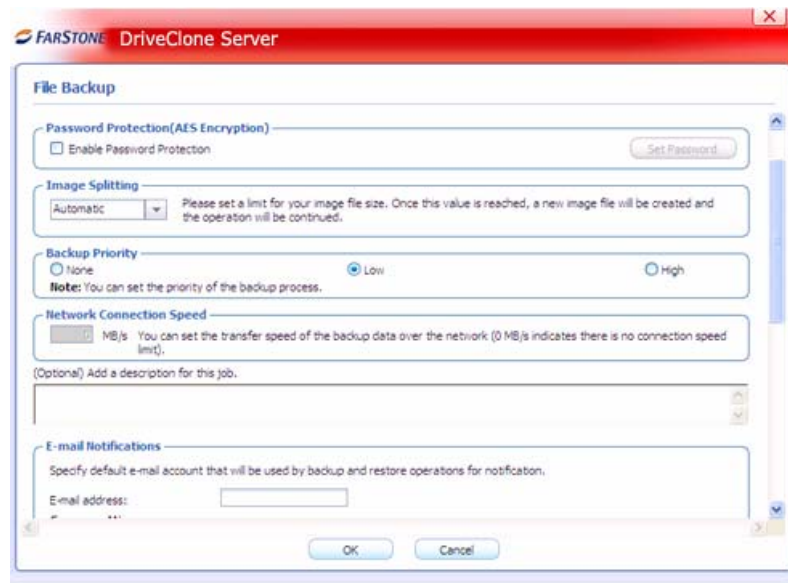 FARSTONE DriveClone Server
File Backup
Password Protection(AES Encryption)
Enable Password Protection
Set Password
Image Splitting
Automatic
Please set a limit for your image file size. Once this value is reached, a new image file will be created and
the operation will be continued.
Backup Priority
None
Low
High
Note: You can set the priority of the backup process.
Network Connection Speed
MB/s You can set the transfer speed of the backup data over the network (0 MB/s indicates there is no connection speed
limit).
(Optional) Add a description for this job.
E-mail Notifications
Specify default e-mail account that will be used by backup and restore operations for notification.
E-mail address:
OK
Cancel